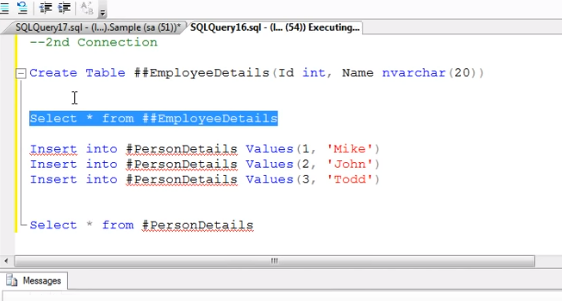 SQLQuery17.sql - (l...).Sample (sa (51))* SQLQuery16.sql - (l... (54)) Executing...
--2nd Connection
Create Table ##EmployeeDetails(Id int, Name nvarchar(20))
Select * from ##EmployeeDetails
Insert into #PersonDetails Values(1, 'Mike')
Insert into #PersonDetails Values(2, 'John')
Insert into #PersonDetails Values(3, 'Todd')
Select * from #PersonDetails
Messages